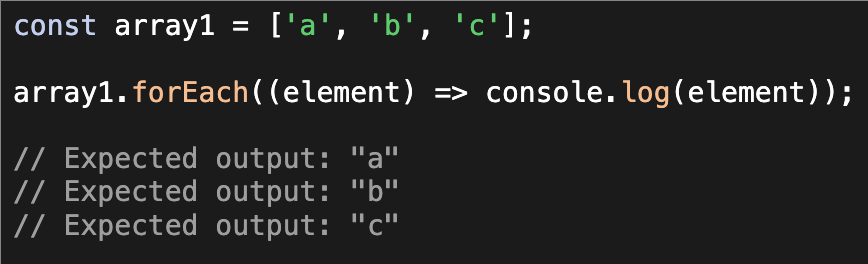 const array1 = ['a', 'b', 'c'];
array1.forEach((element) => console.log(element));
// Expected output: "a"
// Expected output: "b"
// Expected output: "c"